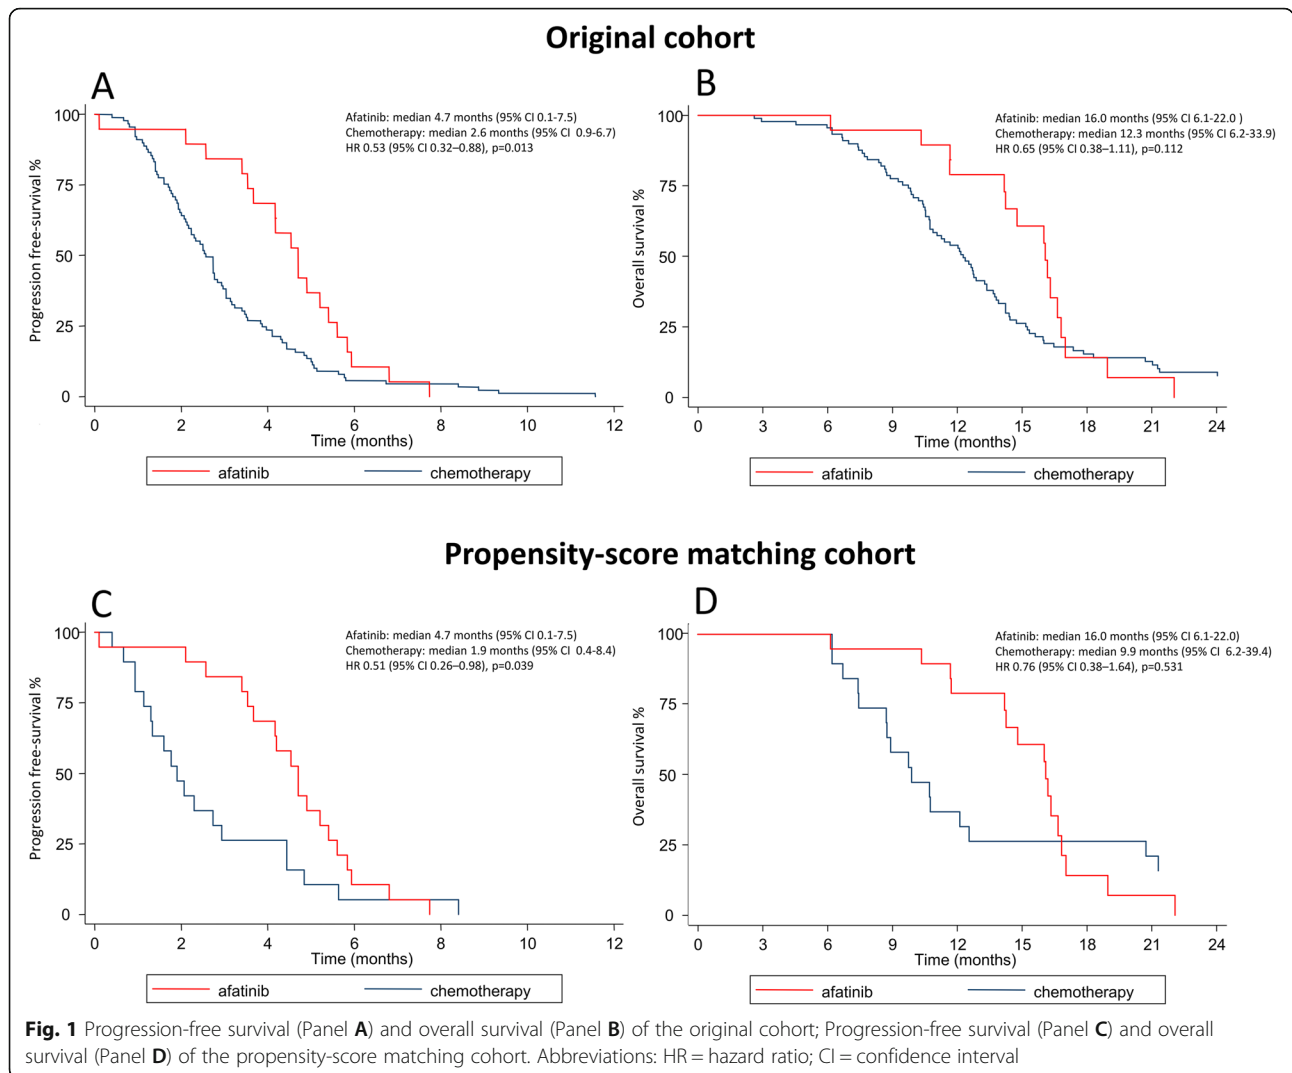 Original cohort
A
Afatinib: median 4.7 months (95% CI 0.1-7.5)
Chemotherapy: median 2.6 months (95% CI 0.9-6.7)
HR 0.53 (95% CI 0.32–0.88), p=0.013
Progression free-survival %
100
75
50
25
0
0 2 4 6 8 10 12
Time (months)
afatinib chemotherapy
B
Afatinib: median 16.0 months (95% CI 6.1-22.0 )
Chemotherapy: median 12.3 months (95% CI 6.2-33.9)
HR 0.65 (95% CI 0.38–1.11), p=0.112
Overall survival %
100
75
50
25
0
0 3 6 9 12 15 18 21 24
Time (months)
afatinib chemotherapy
Propensity-score matching cohort
C
Afatinib: median 4.7 months (95% CI 0.1-7.5)
Chemotherapy: median 1.9 months (95% CI 0.4-8.4)
HR 0.51 (95% CI 0.26–0.98), p=0.039
Progression free-survival %
100
75
50
25
0
0 2 4 6 8 10 12
Time (months)
afatinib chemotherapy
D
Afatinib: median 16.0 months (95% CI 6.1-22.0)
Chemotherapy: median 9.9 months (95% CI 6.2-39.4)
HR 0.76 (95% CI 0.38–1.64), p=0.531
Overall survival %
100
75
50
25
0
0 3 6 9 12 15 18 21 24
Time (months)
afatinib chemotherapy
Fig. 1 Progression-free survival (Panel A) and overall survival (Panel B) of the original cohort; Progression-free survival (Panel C) and overall
survival (Panel D) of the propensity-score matching cohort. Abbreviations: HR = hazard ratio; CI = confidence interval